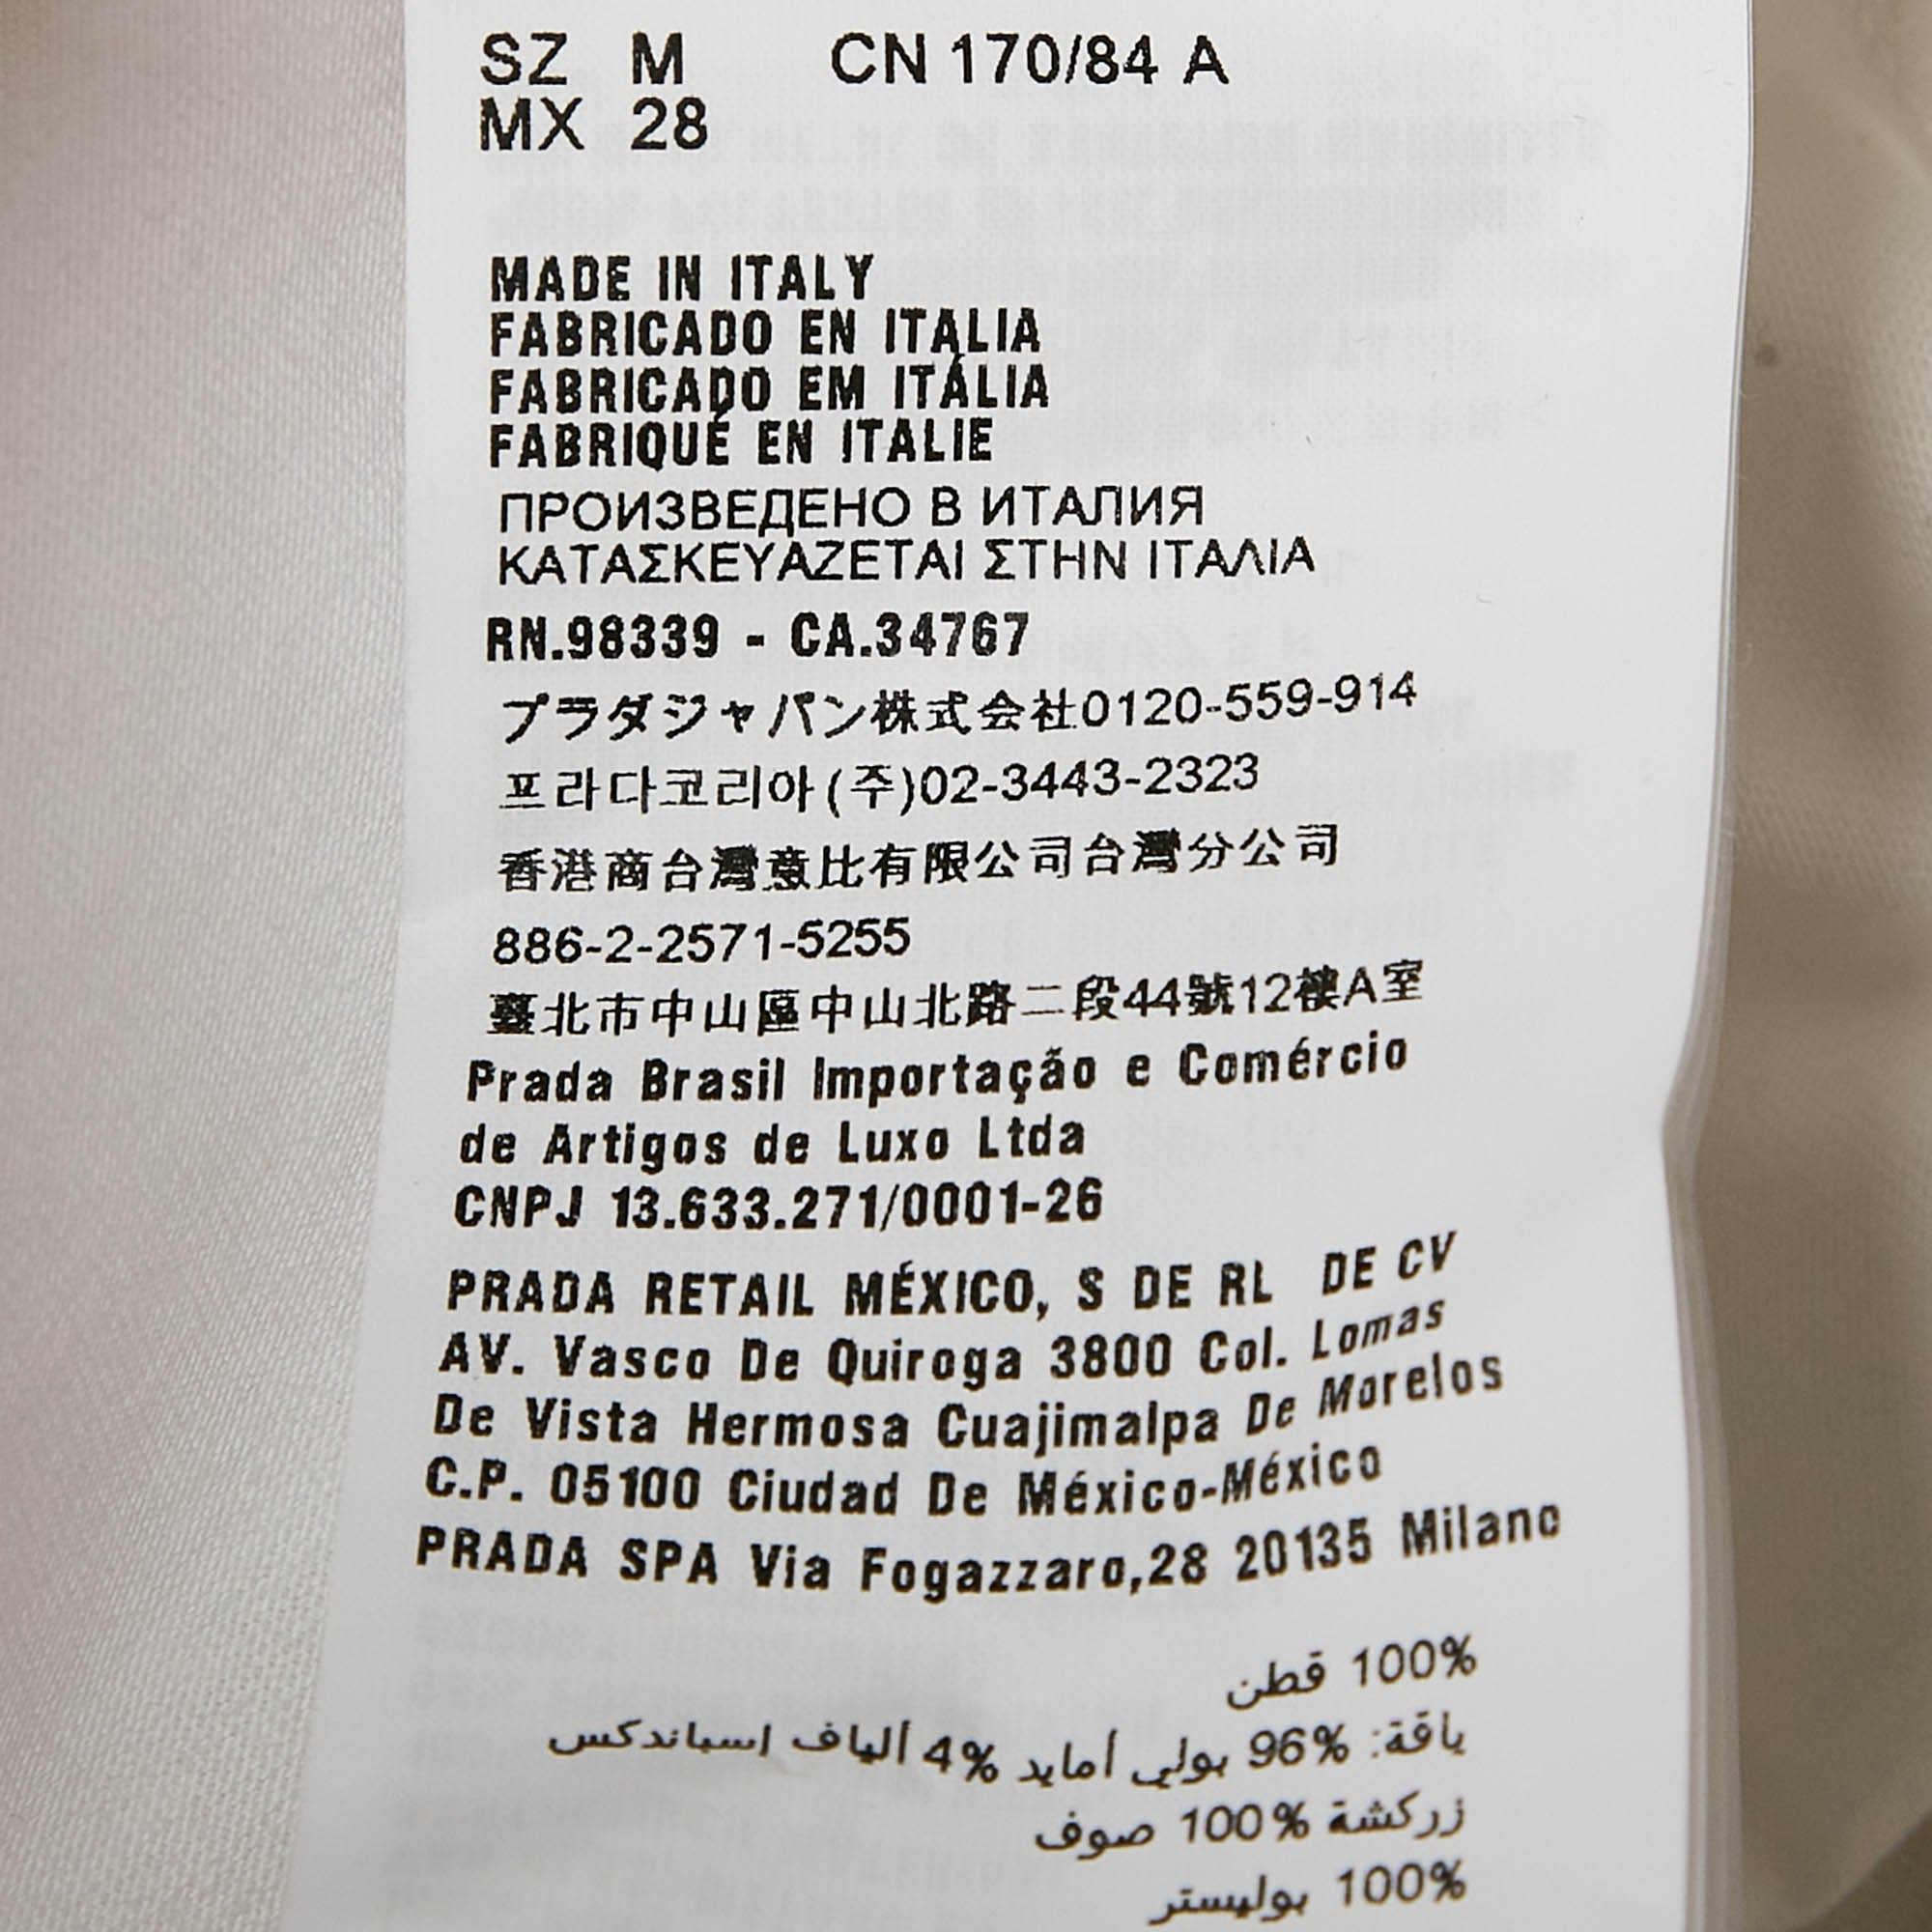 SZ M CN 170/84 A
MX 28
MADE IN ITALY
FABRICADO EN ITALIA
FABRICADO EM ITÁLIA
FABRIQUÉ EN ITALIE
ПРОИЗВЕДЕНО В ИТАЛИЯ
ΚΑΤΑΣΚΕΥΑΖΕΤΑΙ ΣΤΗΝ ΙΤΑΛΙΑ
RN.98339 - CA.34767
プラダジャパン株式会社0120-559-914
프라다코리아(주)02-3443-2323
香港商台灣意比有限公司台灣分公司
886-2-2571-5255
臺北市中山區中山北路二段44號12樓A室
Prada Brasil Importação e Comércio
de Artigos de Luxo Ltda
CNPJ 13.633.271/0001-26
PRADA RETAIL MÉXICO, S DE RL DE CV
AV. Vasco De Quiroga 3800 Col. Lomas
De Vista Hermosa Cuajimalpa De Morelos
C.P. 05100 Ciudad De México-México
PRADA SPA Via Fogazzaro,28 20135 Milano
100% قطن
ياقة: 96% بولي أمايد 4% ألياف اسباندكس
زركشة 100% صوف
100% بوليستر